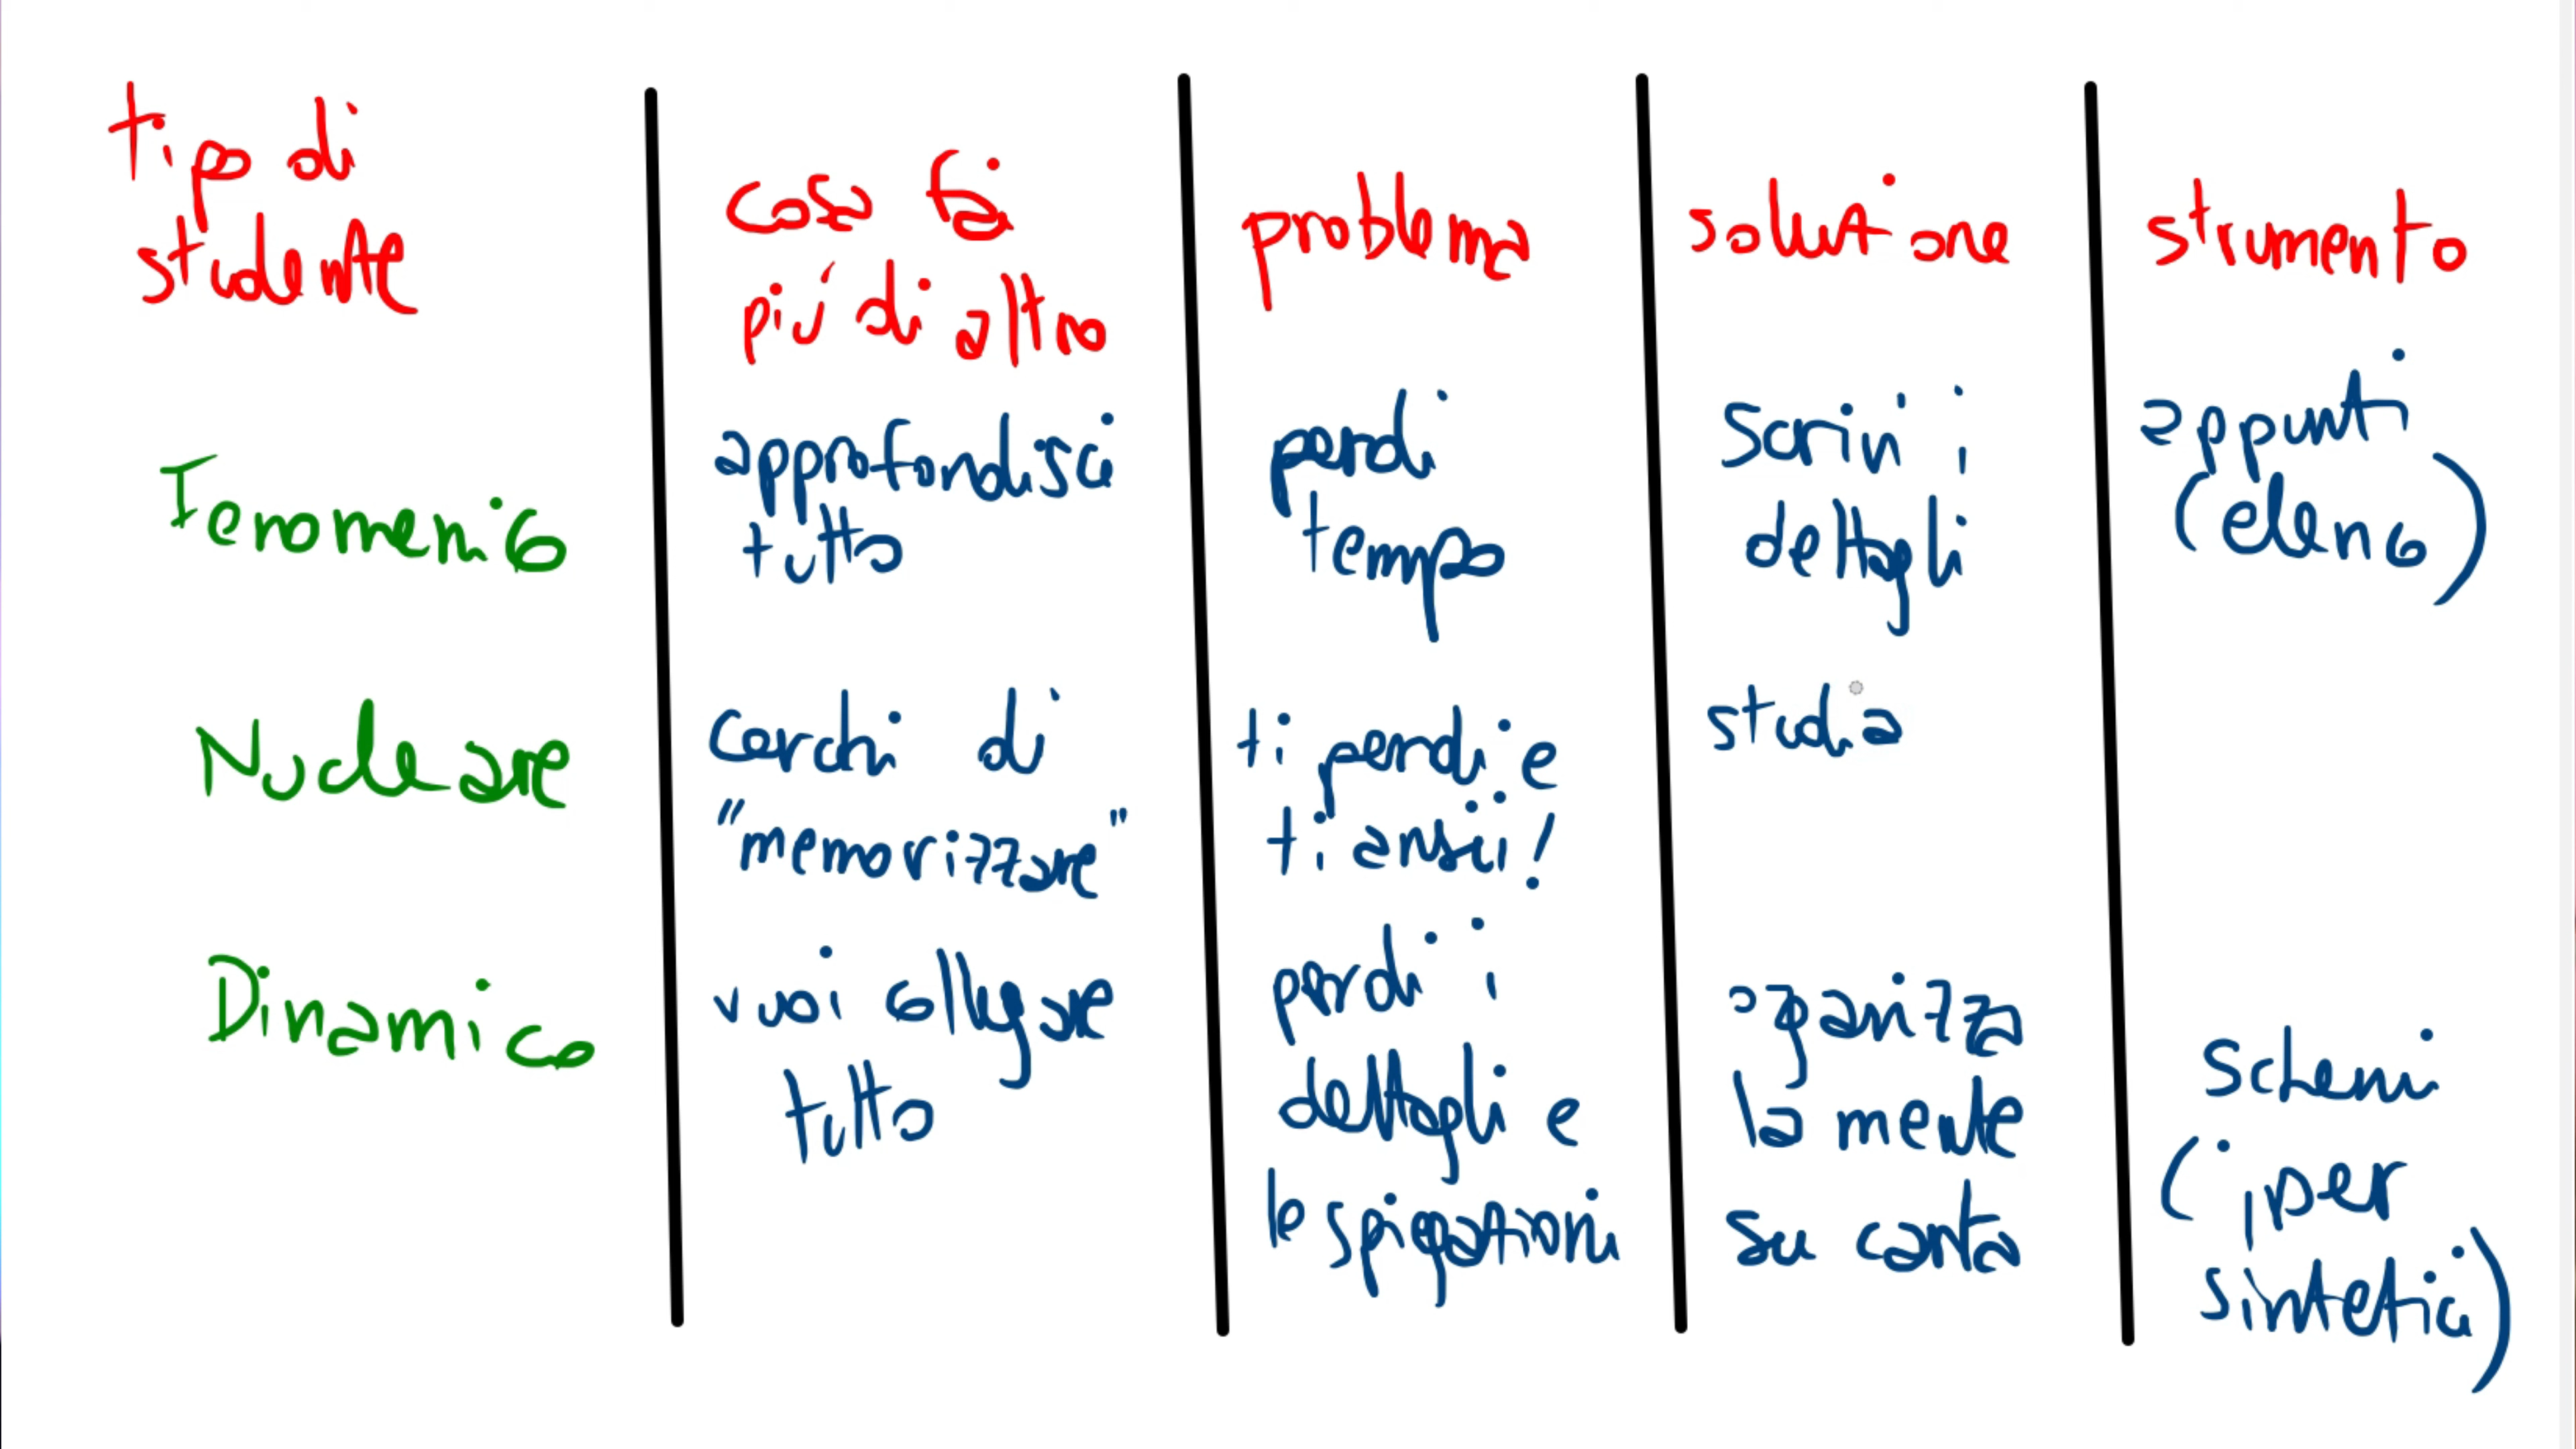 tipo di
studente
cosa fai
più di altro
problema
soluzione
strumento
Fenomenico
approfondisci
tutto
perdi
tempo
scrivi i
dettagli
appunti
(elenco)
Nucleare
cerchi di
"memorizzare"
ti perdi e
ti ansii!
studia
Dinamico
vuoi collegare
tutto
perdi i
dettagli e
le spiegazioni
organizza
la mente
su carta
schemi
(iper
sintetici)